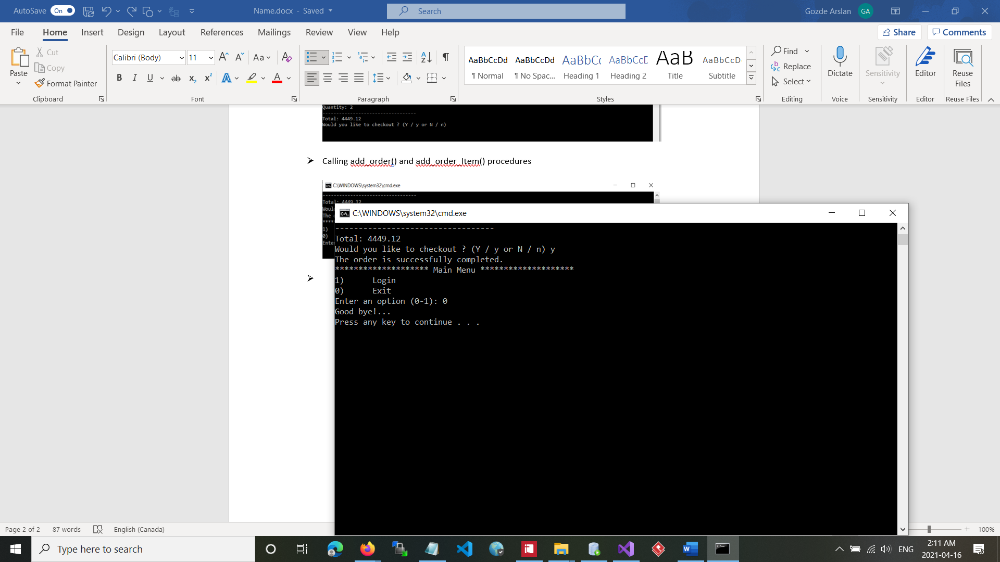 AutoSave On Name.docx - Saved Search Gozde Arslan GA
File Home Insert Design Layout References Mailings Review View Help Share Comments
Paste Cut
Copy
Format Painter
Calibri (Body) 11
AaBbCcDd AaBbCcDd AaBbCc AaBbCcD AaB AaBbCcD
¶ Normal ¶ No Spac... Heading 1 Heading 2 Title Subtitle
Find
Replace
Select
Dictate Sensitivity Editor Reuse Files
Clipboard Font Paragraph Styles Editing Voice Sensitivity Editor Reuse Files
Quantity: 2
----------------------------------
Total: 4449.12
Would you like to checkout ? (Y / y or N / n)
Calling add_order() and add_order_Item() procedures
C:\WINDOWS\system32\cmd.exe
----------------------------------
Total: 4449.12
C:\WINDOWS\system32\cmd.exe
----------------------------------
Total: 4449.12
Would you like to checkout ? (Y / y or N / n) y
The order is successfully completed.
******************** Main Menu ********************
1) Login
0) Exit
Enter an option (0-1): 0
Good bye!...
Press any key to continue . . .
Page 2 of 2 87 words English (Canada) 100%
Type here to search ENG 2:11 AM
2021-04-16